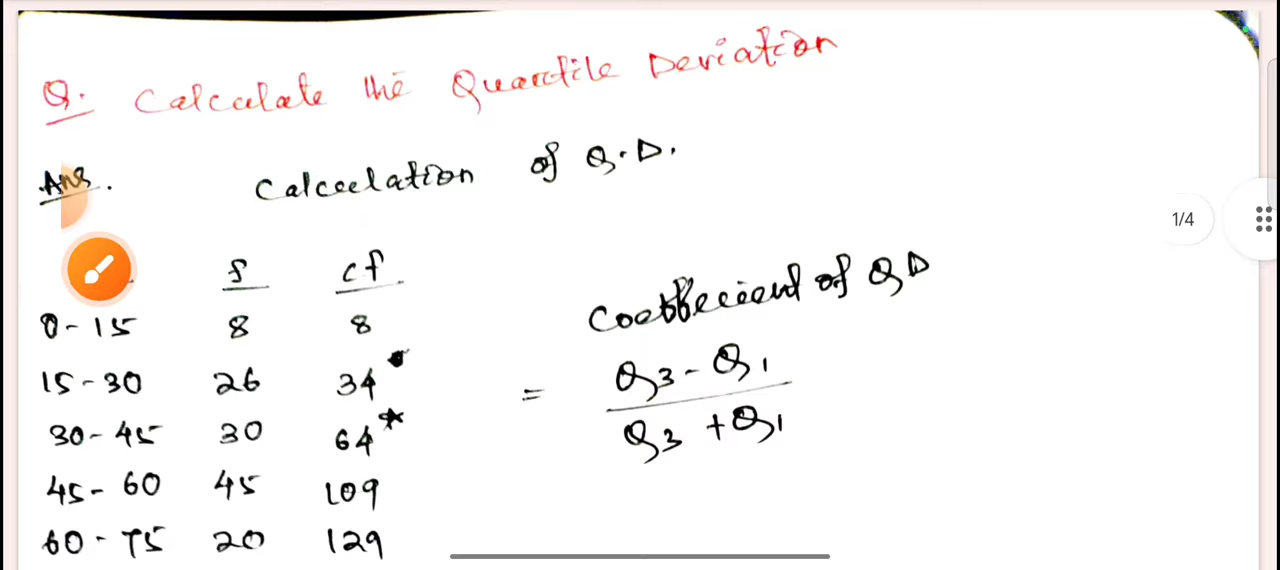 Q. Calculate the Quartile Deviation
Ans. Calculation of Q.D.
f cf
0-15 8 8
15-30 26 34
30-45 30 64*
45-60 45 109
60-75 20 129
Coefficient of QD
= Q3 - Q1
Q3 + Q1
1/4